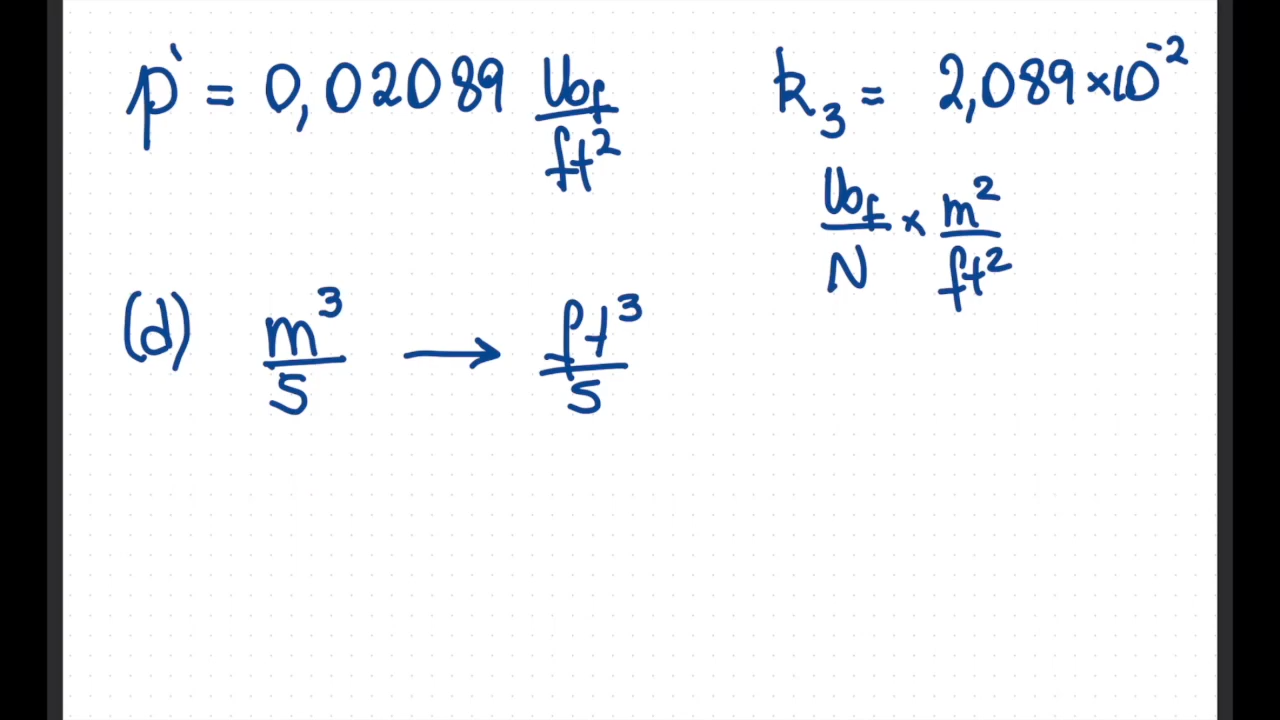 p` = 0,02089 lbf/ft²
k₃ = 2,089 × 10⁻²
lbf/N × m²/ft²
(d) m³/s → ft³/s